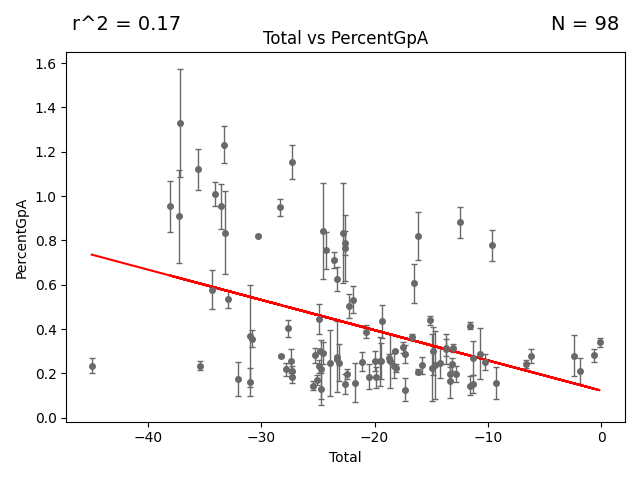 r^2 = 0.17
N = 98
Total vs PercentGpA
PercentGpA
1.6
1.4
1.2
1.0
0.8
0.6
0.4
0.2
0.0
−40
−30
−20
−10
0
Total